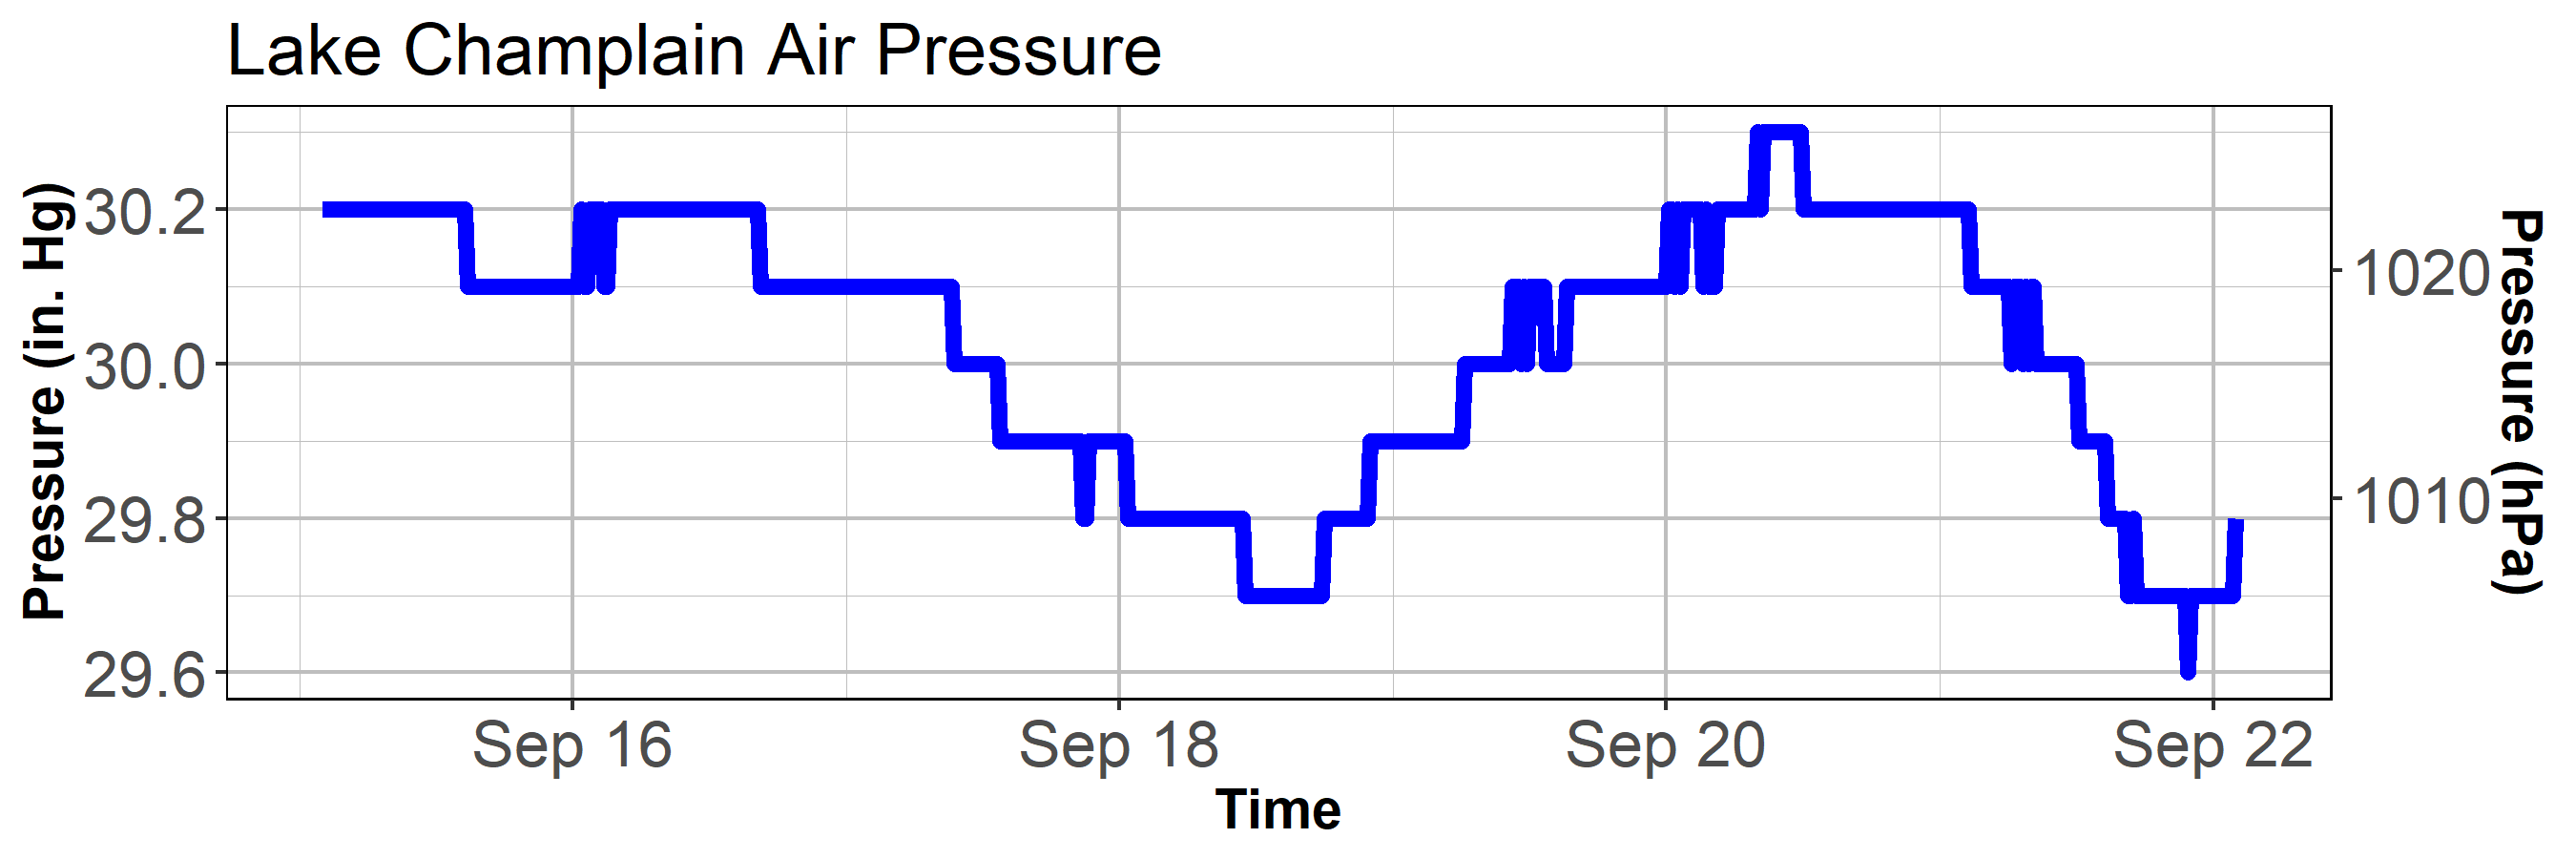 Lake Champlain Air Pressure
Pressure (in. Hg)
30.2
30.0
29.8
29.6
1020
1010
Pressure (hPa)
Sep 16 Sep 18 Sep 20 Sep 22
Time